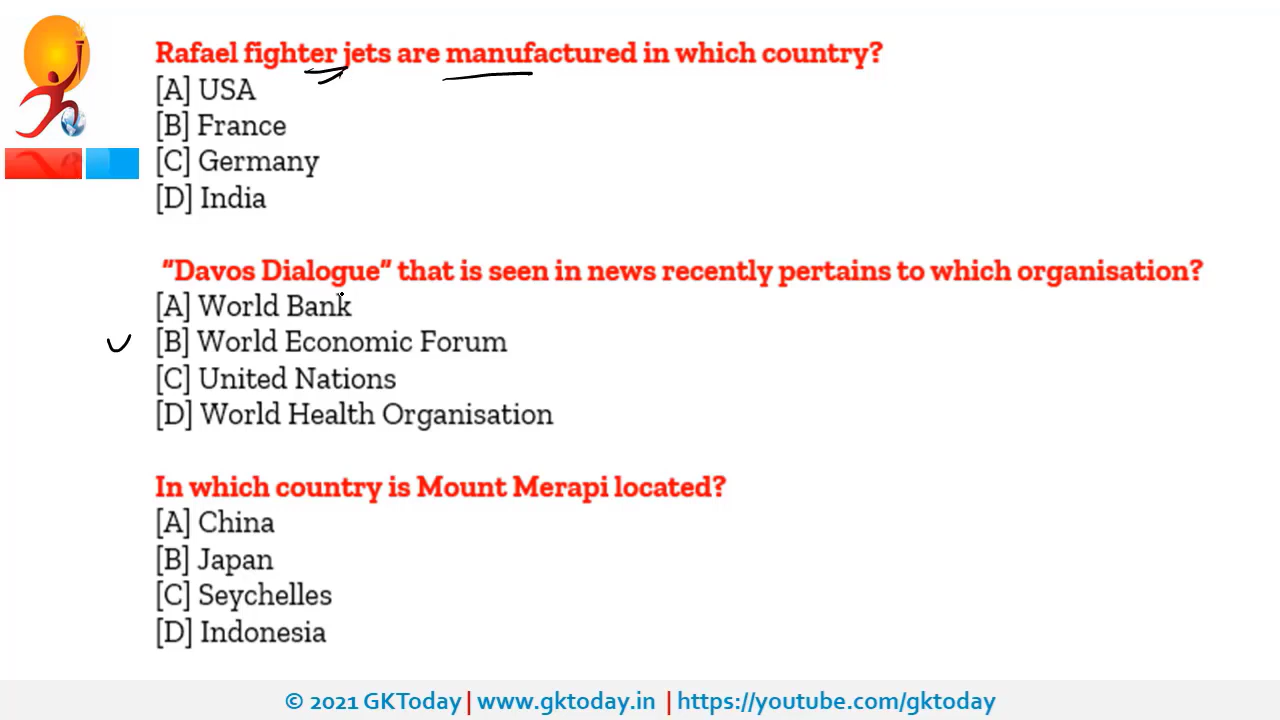 Rafael fighter jets are manufactured in which country?
[A] USA
[B] France
[C] Germany
[D] India
“Davos Dialogue” that is seen in news recently pertains to which organisation?
[A] World Bank
[B] World Economic Forum
[C] United Nations
[D] World Health Organisation
In which country is Mount Merapi located?
[A] China
[B] Japan
[C] Seychelles
[D] Indonesia
© 2021 GKToday | www.gktoday.in | https://youtube.com/gktoday